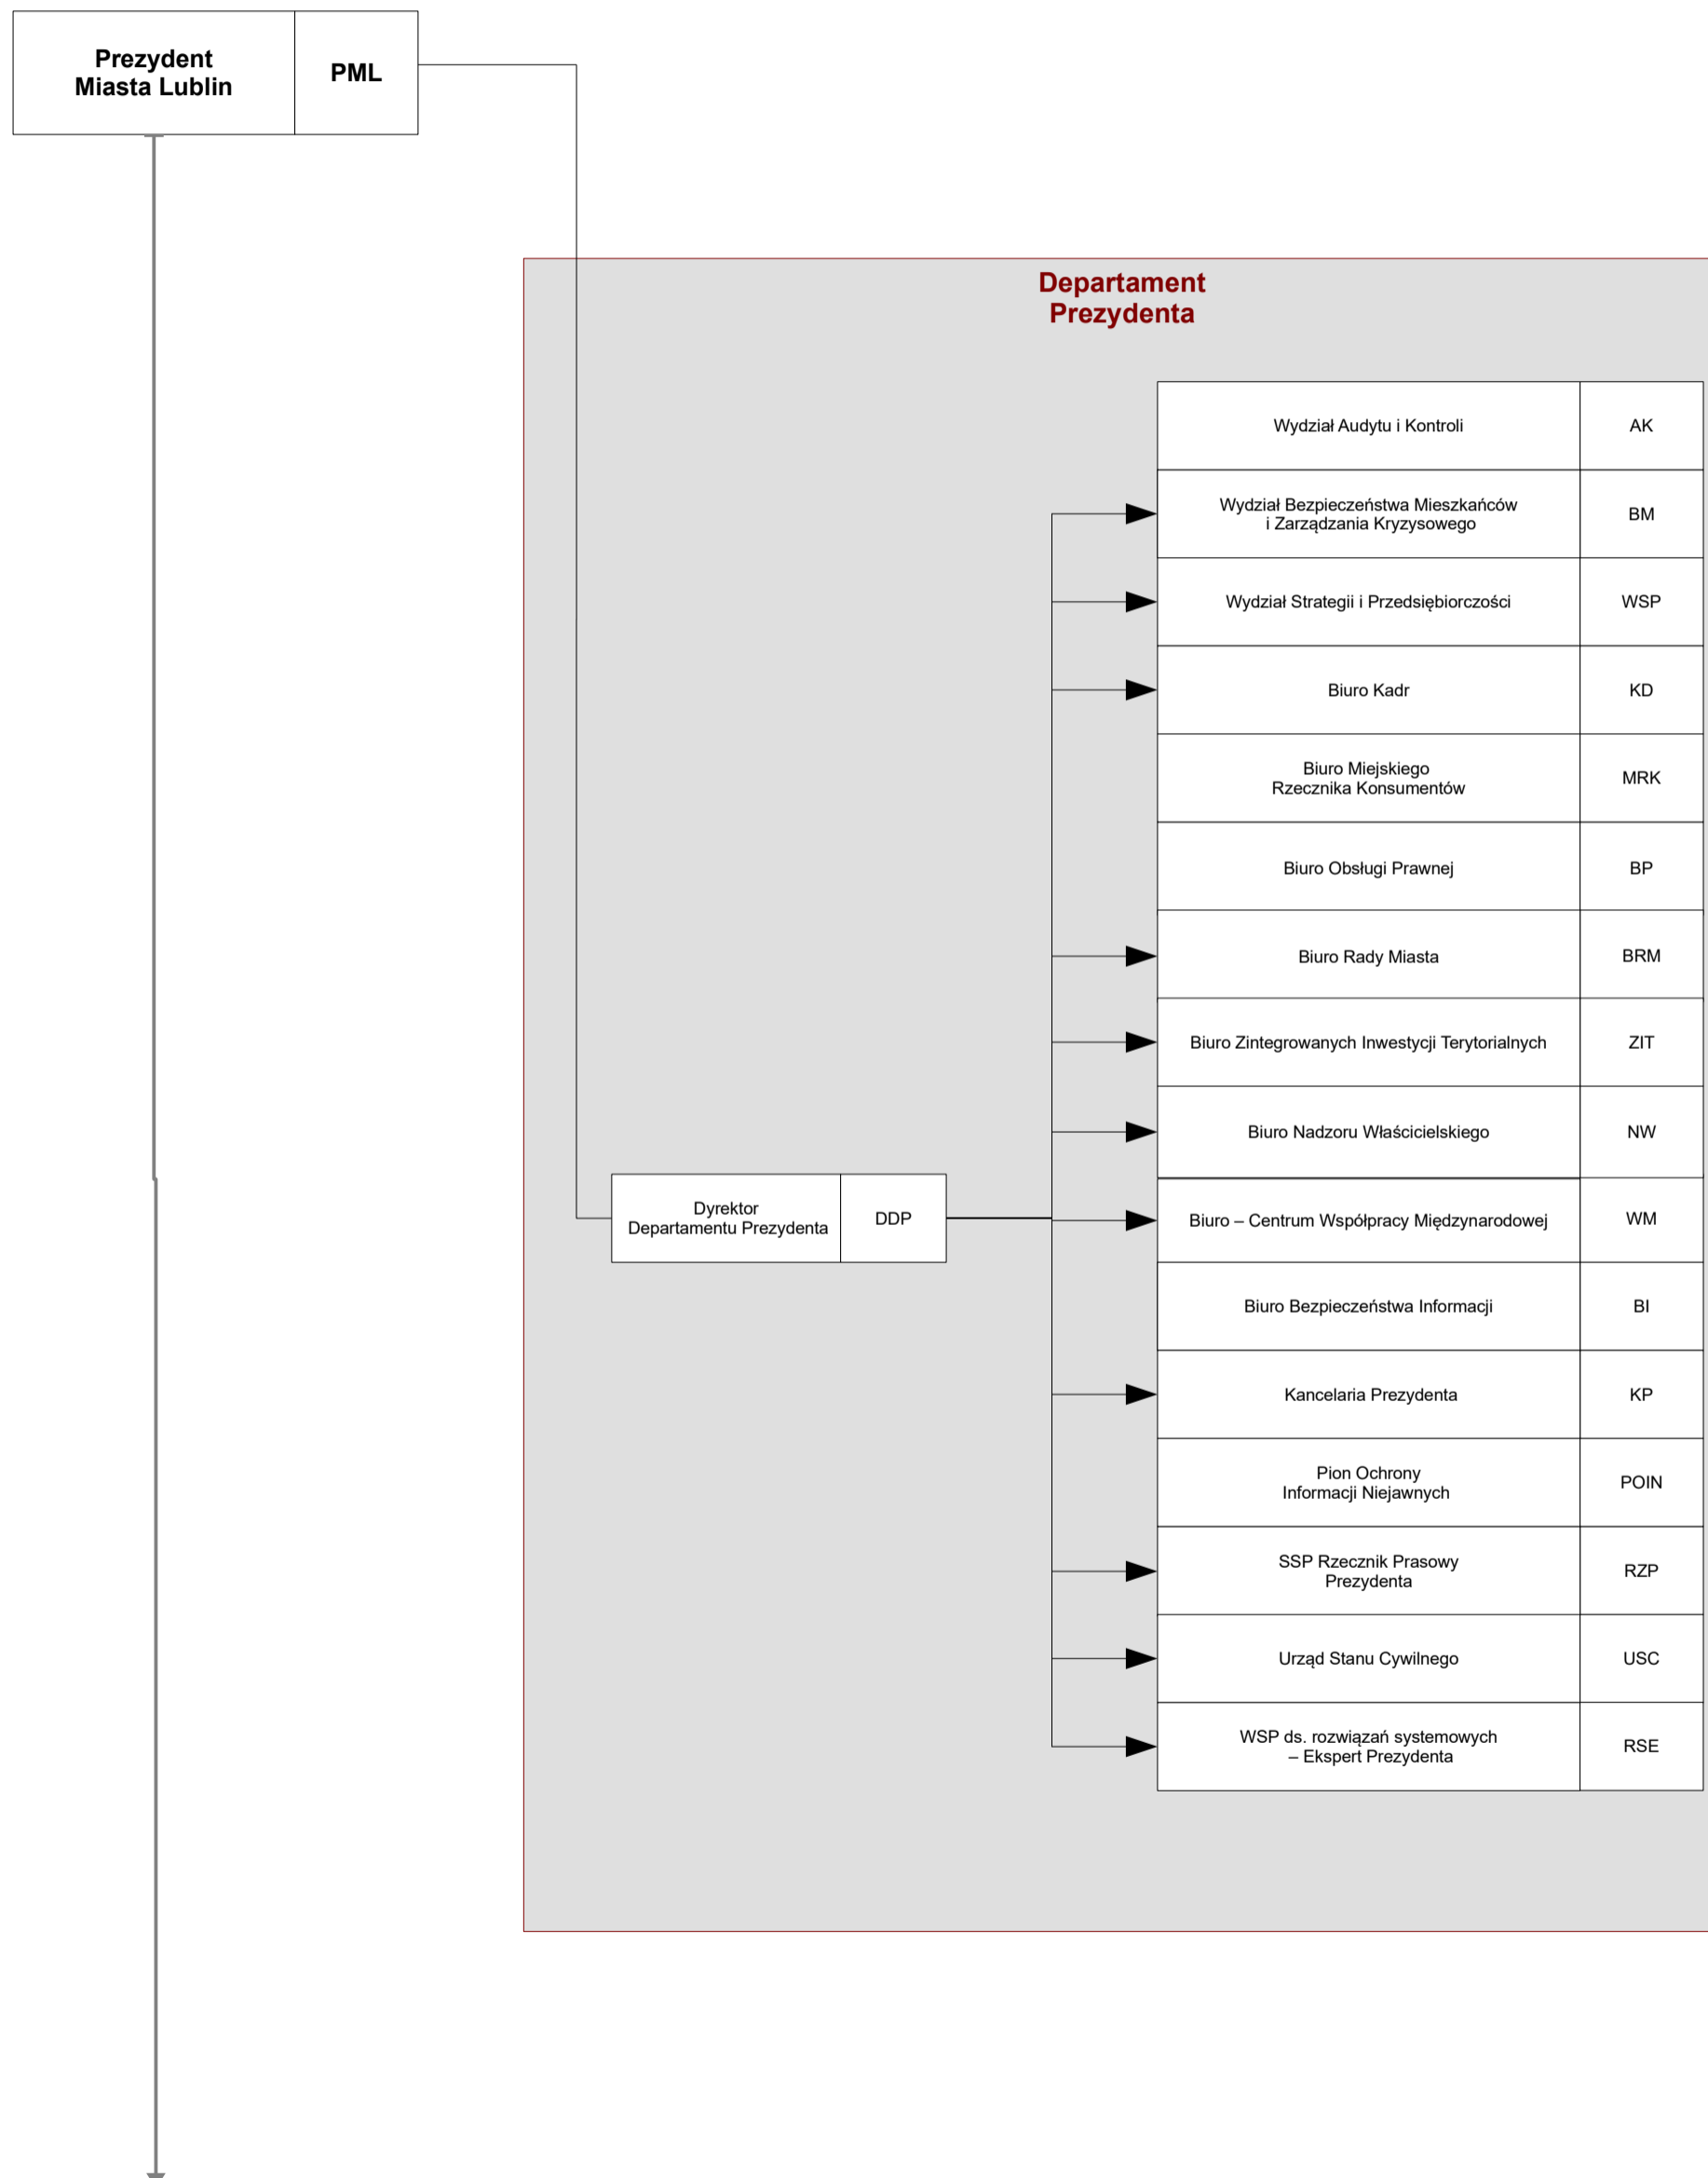 Prezydent
Miasta Lublin
PML
Departament
Prezydenta
Wydział Audytu i Kontroli
AK
Wydział Bezpieczeństwa Mieszkańców
i Zarządzania Kryzysowego
BM
Wydział Strategii i Przedsiębiorczości
WSP
Biuro Kadr
KD
Biuro Miejskiego
Rzecznika Konsumentów
MRK
Biuro Obsługi Prawnej
BP
Biuro Rady Miasta
BRM
Biuro Zintegrowanych Inwestycji Terytorialnych
ZIT
Biuro Nadzoru Właścicielskiego
NW
Dyrektor
Departamentu Prezydenta
DDP
Biuro – Centrum Współpracy Międzynarodowej
WM
Biuro Bezpieczeństwa Informacji
BI
Kancelaria Prezydenta
KP
Pion Ochrony
Informacji Niejawnych
POIN
SSP Rzecznik Prasowy
Prezydenta
RZP
Urząd Stanu Cywilnego
USC
WSP ds. rozwiązań systemowych
– Ekspert Prezydenta
RSE